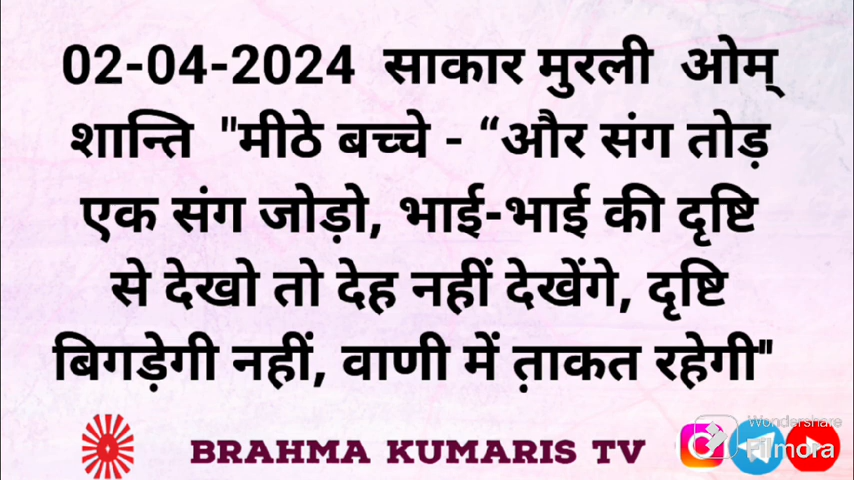 02-04-2024 साकार मुरली ओम्
शान्ति "मीठे बच्चे - “और संग तोड़
एक संग जोड़ो, भाई-भाई की दृष्टि
से देखो तो देह नहीं देखेंगे, दृष्टि
बिगड़ेगी नहीं, वाणी में त़ाकत रहेगी"
BRAHMA KUMARIS TV
Wondershare
Filmora